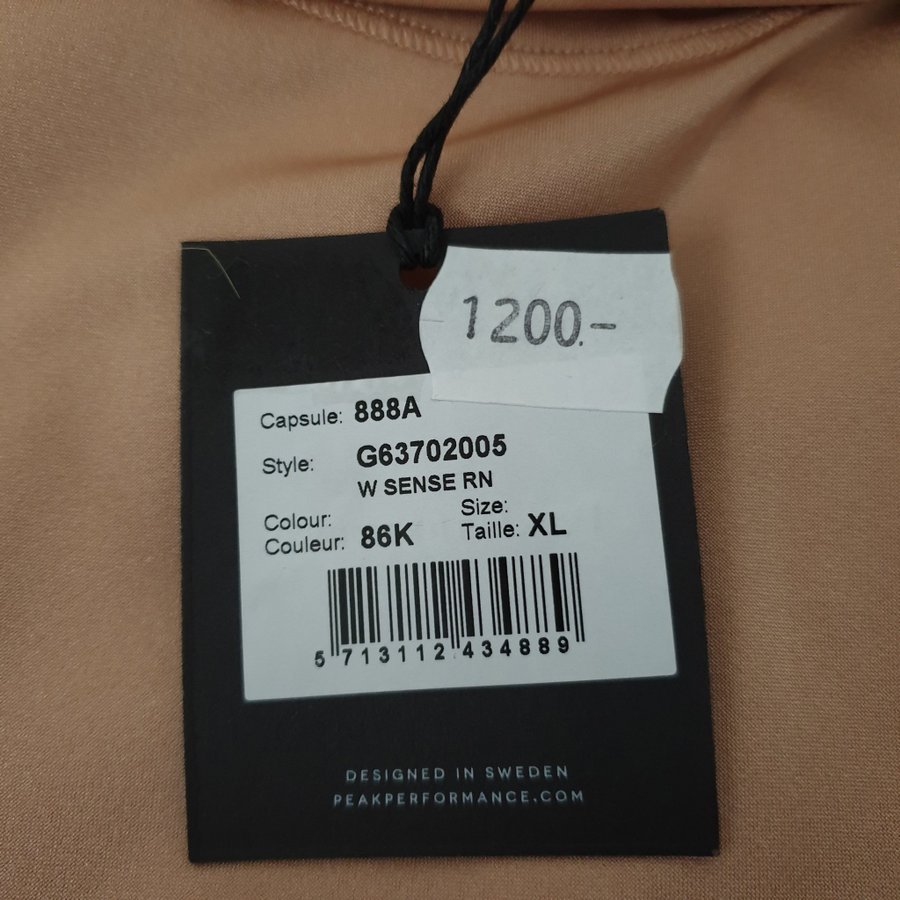 1200.-
Capsule: 888A
Style: G63702005
W SENSE RN
Colour:
Couleur: 86K
Size:
Taille: XL
5 713112 434889
DESIGNED IN SWEDEN
PEAKPERFORMANCE.COM